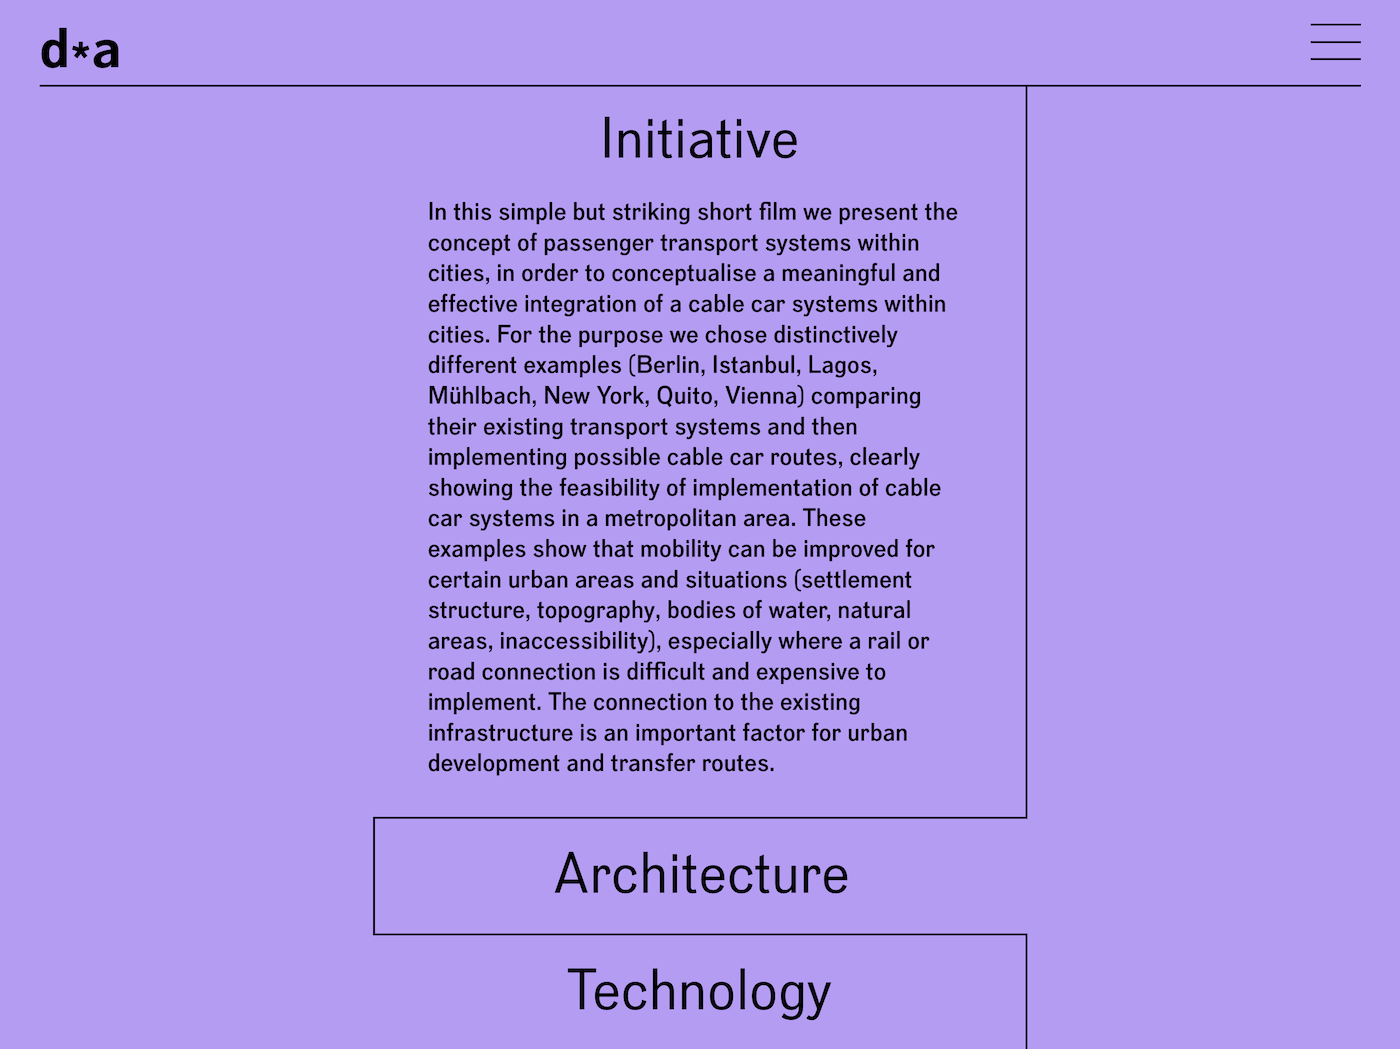 d*a
Initiative
In this simple but striking short film we present the
concept of passenger transport systems within
cities, in order to conceptualise a meaningful and
effective integration of a cable car systems within
cities. For the purpose we chose distinctively
different examples (Berlin, Istanbul, Lagos,
Mühlbach, New York, Quito, Vienna) comparing
their existing transport systems and then
implementing possible cable car routes, clearly
showing the feasibility of implementation of cable
car systems in a metropolitan area. These
examples show that mobility can be improved for
certain urban areas and situations (settlement
structure, topography, bodies of water, natural
areas, inaccessibility), especially where a rail or
road connection is difficult and expensive to
implement. The connection to the existing
infrastructure is an important factor for urban
development and transfer routes.
Architecture
Technology